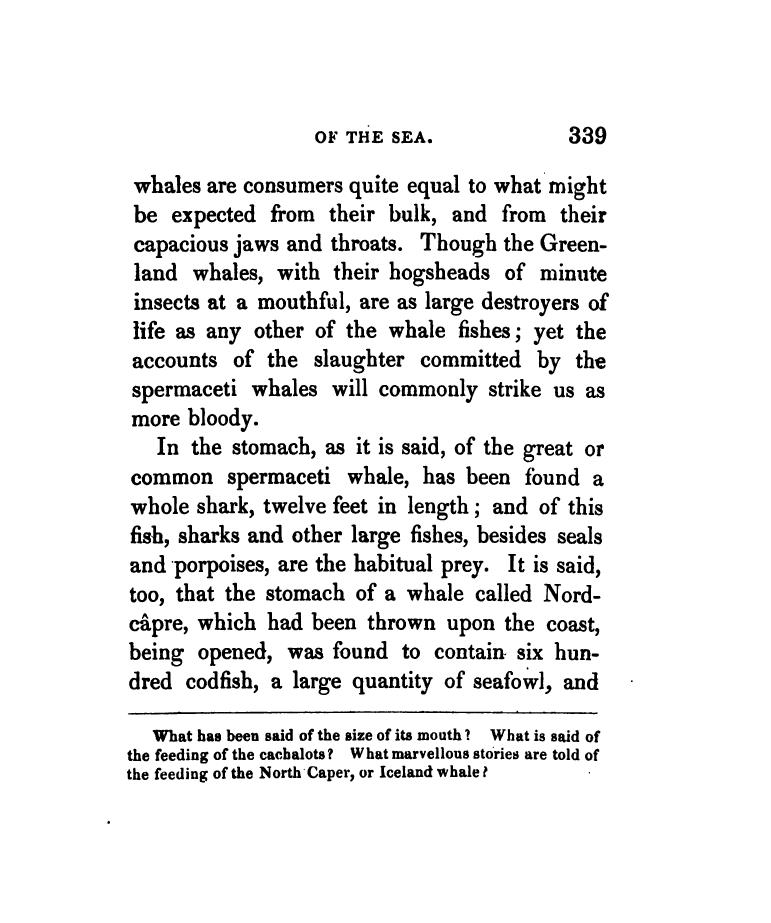 OF THE SEA. 339
whales are consumers quite equal to what might
be expected from their bulk, and from their
capacious jaws and throats. Though the Green-
land whales, with their hogsheads of minute
insects at a mouthful, are as large destroyers of
life as any other of the whale fishes; yet the
accounts of the slaughter committed by the
spermaceti whales will commonly strike us as
more bloody.
In the stomach, as it is said, of the great or
common spermaceti whale, has been found a
whole shark, twelve feet in length; and of this
fish, sharks and other large fishes, besides seals
and porpoises, are the habitual prey. It is said,
too, that the stomach of a whale called Nord-
câpre, which had been thrown upon the coast,
being opened, was found to contain six hun-
dred codfish, a large quantity of seafowl, and
What has been said of the size of its mouth? What is said of
the feeding of the cachalots? What marvellous stories are told of
the feeding of the North Caper, or Iceland whale?